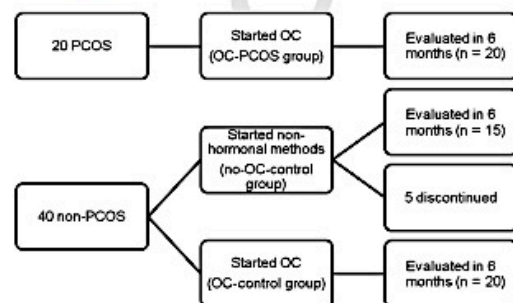 20 PCOS
Started OC
(OC-PCOS group)
Evaluated in 6
months (n = 20)
40 non-PCOS
Started non-
hormonal methods
(no-OC-control
group)
Evaluated in 6
months (n = 15)
5 discontinued
Started OC
(OC-control group)
Evaluated in 6
months (n = 20)